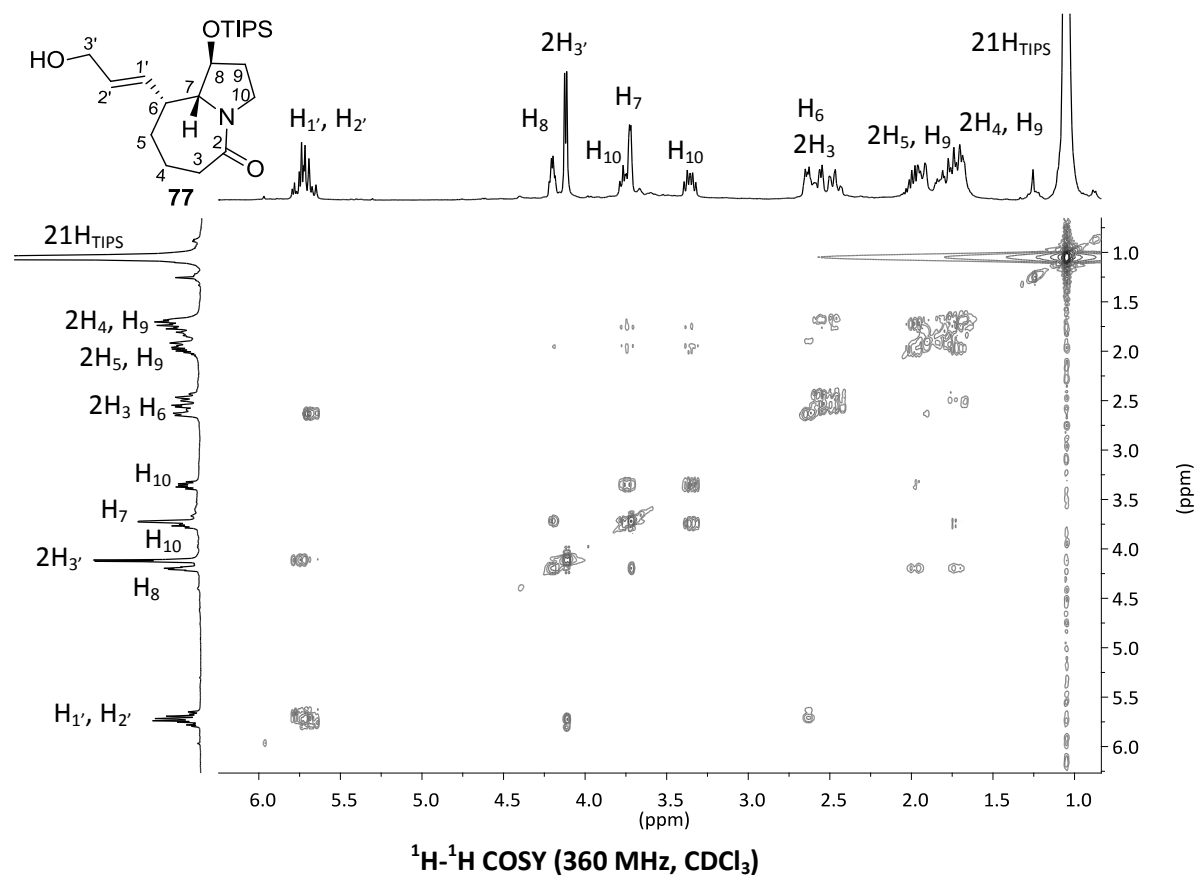 OTIPS
3'
HO
1'
2'
8
9
7
10
6
N
H
5
2
3
O
4
77
H1', H2'
H8
2H3'
H10
H7
H10
H6
2H3
2H5, H9
2H4, H9
21HTIPS
21HTIPS
2H4, H9
2H5, H9
2H3 H6
H10
H7
H10
2H3'
H8
H1', H2'
1.0
1.5
2.0
2.5
3.0
3.5
4.0
4.5
5.0
5.5
6.0
(ppm)
6.0 5.5 5.0 4.5 4.0 3.5 3.0 2.5 2.0 1.5 1.0
(ppm)
1H-1H COSY (360 MHz, CDCl3)